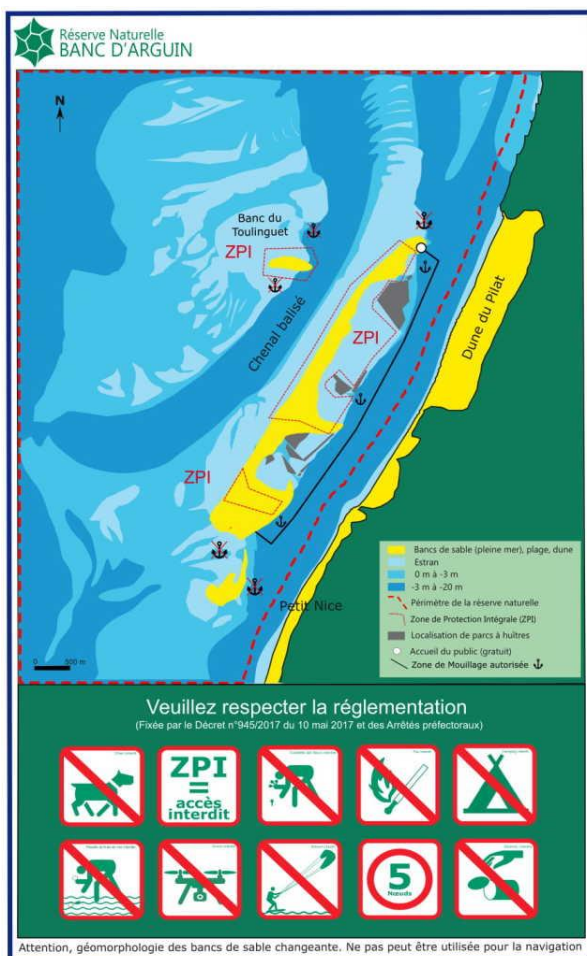 Réserve Naturelle
BANC D'ARGUIN
N
Banc du
Toulinguet
ZPI
Chenal balisé
ZPI
Dune du Pilat
ZPI
Petit Nice
0 500 m
Bancs de sable (pleine mer), plage, dune
Estran
0 m à -3 m
-3 m à -20 m
Périmètre de la réserve naturelle
Zone de Protection Intégrale (ZPI)
Localisation de parcs à huîtres
Accueil du public (gratuit)
Zone de Mouillage autorisée
Veuillez respecter la réglementation
(Fixée par le Décret n°945/2017 du 10 mai 2017 et des Arrêtés préfectoraux)
ZPI
=
accès
interdit
5
Nœuds
Attention, géomorphologie des bancs de sable changeante. Ne pas peut être utilisée pour la navigation